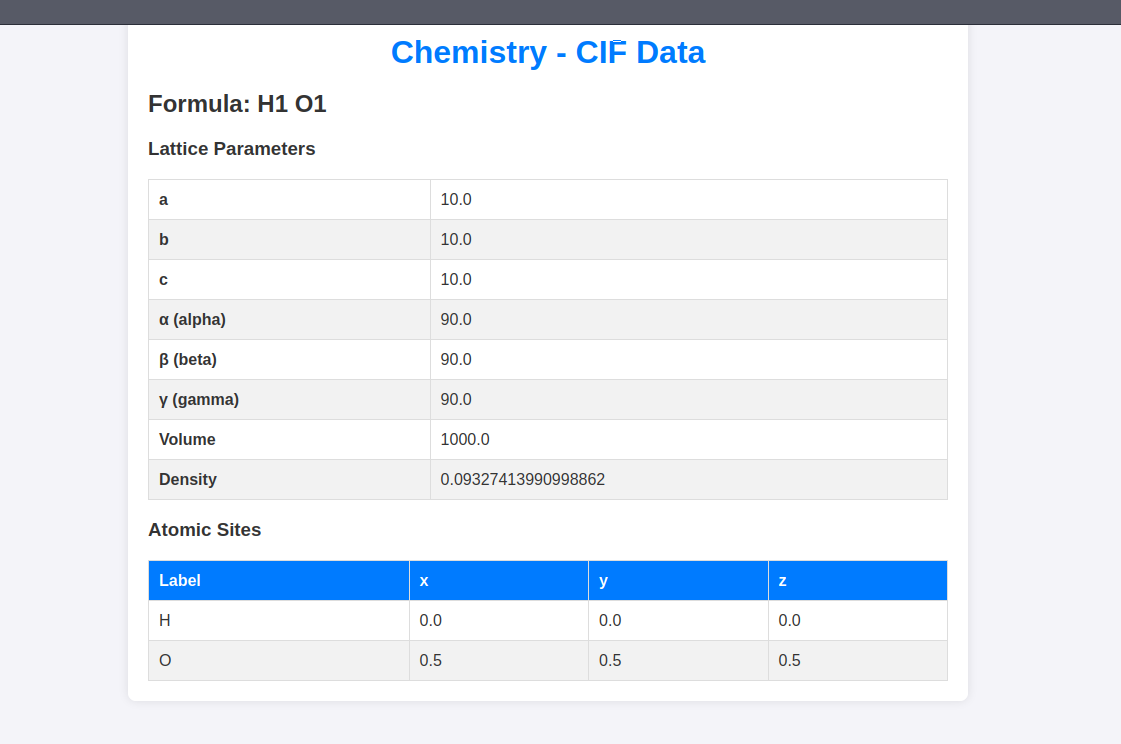 Chemistry - CIF Data
Formula: H1 O1
Lattice Parameters
a 10.0
b 10.0
c 10.0
α (alpha) 90.0
β (beta) 90.0
γ (gamma) 90.0
Volume 1000.0
Density 0.09327413990998862
Atomic Sites
Label x y z
H 0.0 0.0 0.0
O 0.5 0.5 0.5